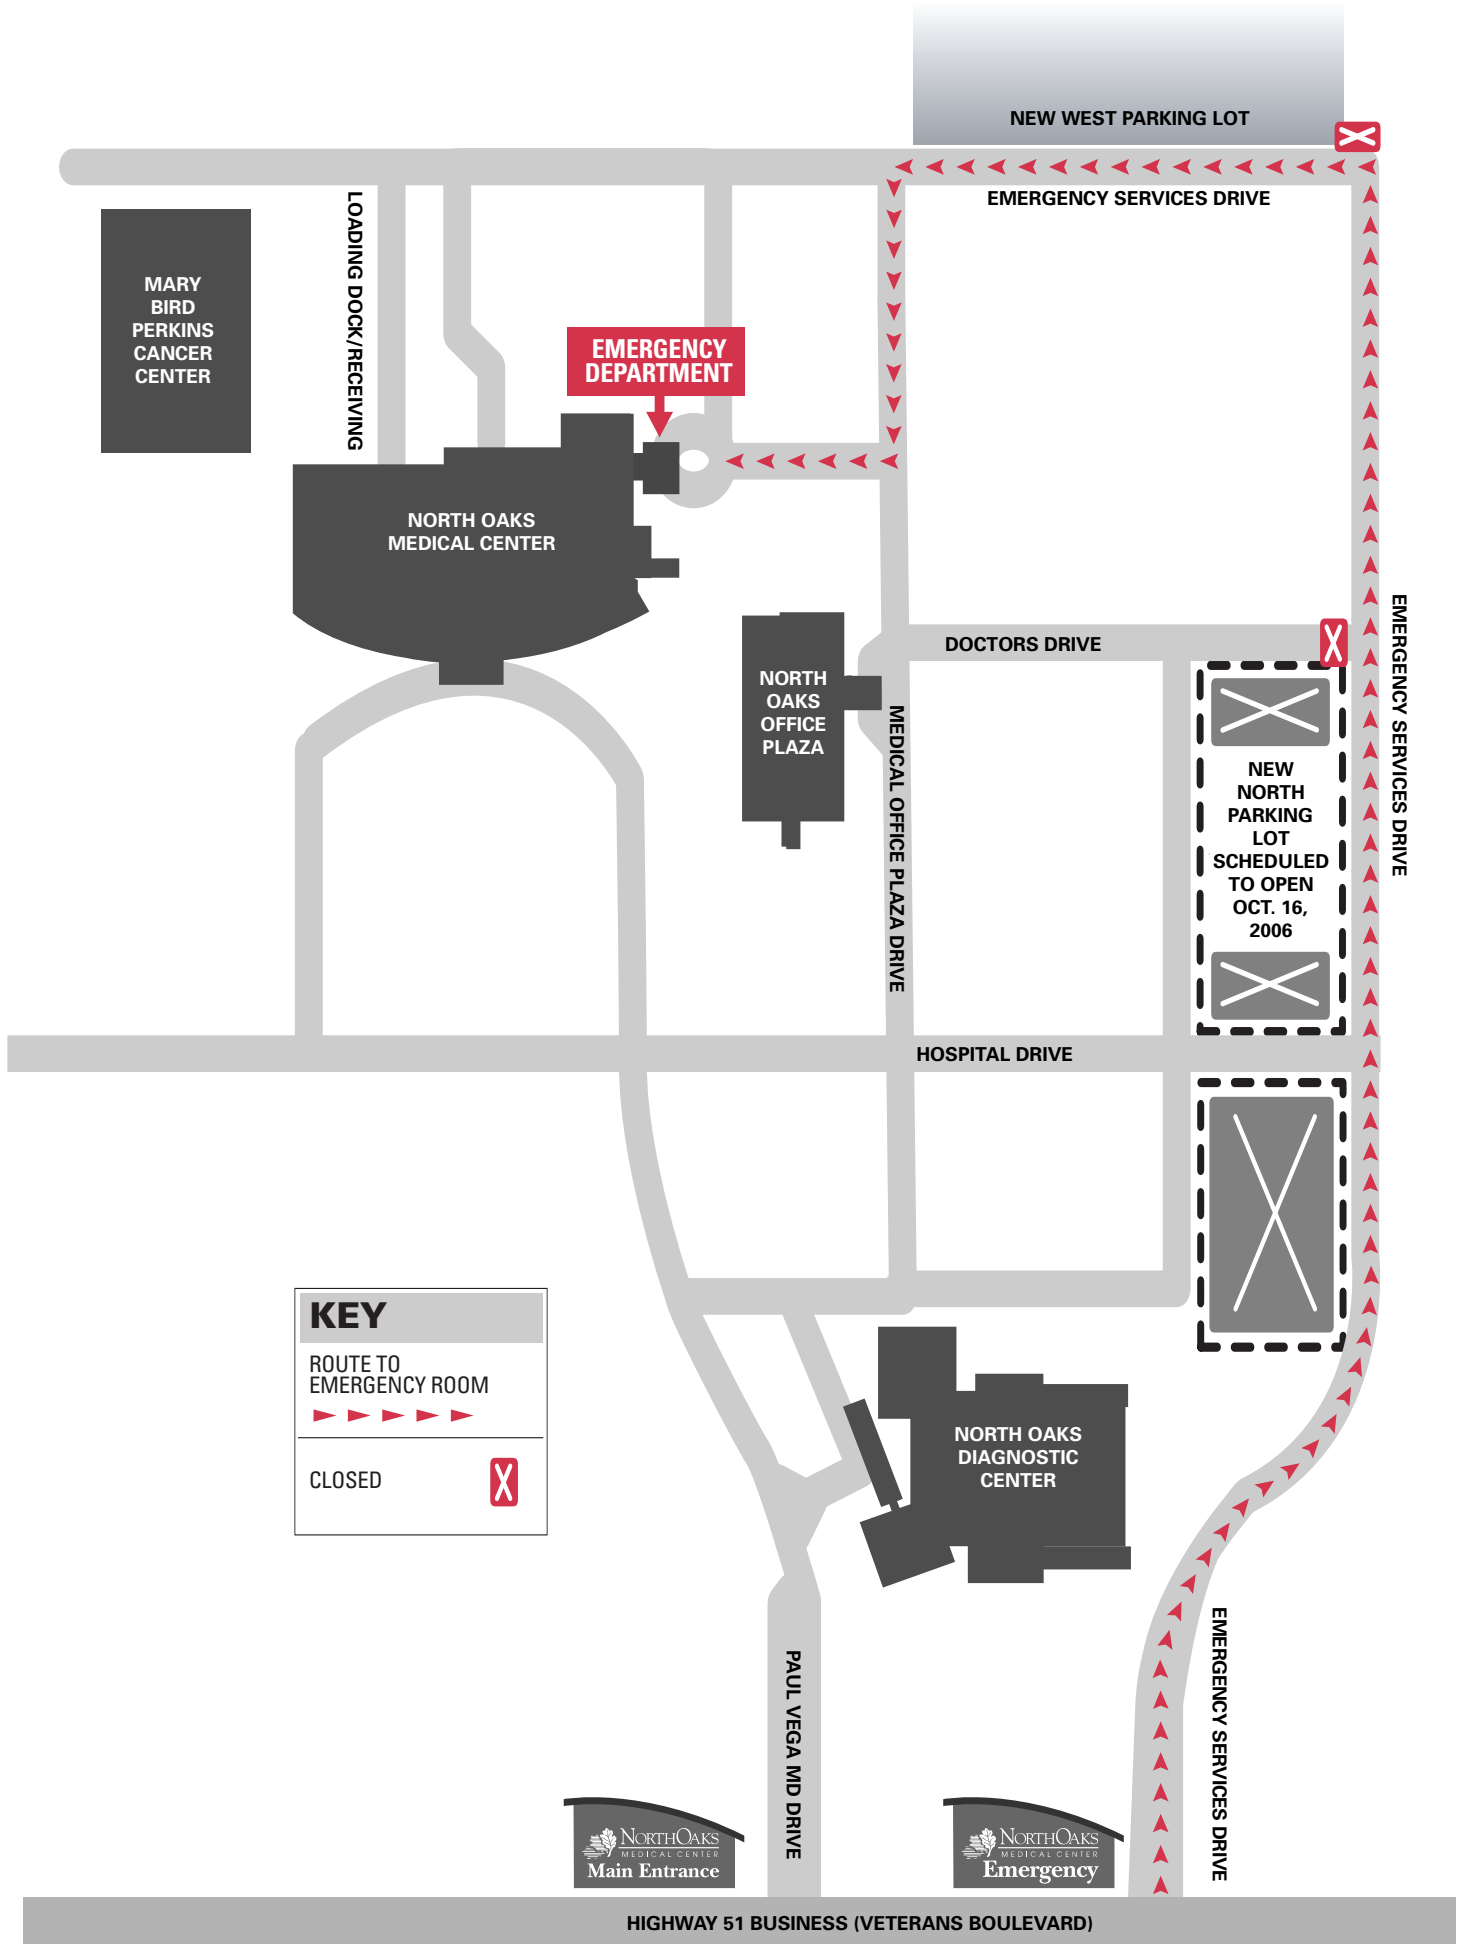 NEW WEST PARKING LOT
EMERGENCY SERVICES DRIVE
LOADING DOCK/RECEIVING
MARY
BIRD
PERKINS
CANCER
CENTER
EMERGENCY
DEPARTMENT
NORTH OAKS
MEDICAL CENTER
DOCTORS DRIVE
EMERGENCY SERVICES DRIVE
NORTH
OAKS
OFFICE
PLAZA
MEDICAL OFFICE PLAZA DRIVE
NEW
NORTH
PARKING
LOT
SCHEDULED
TO OPEN
OCT. 16,
2006
HOSPITAL DRIVE
KEY
ROUTE TO
EMERGENCY ROOM
CLOSED
NORTH OAKS
DIAGNOSTIC
CENTER
PAUL VEGA MD DRIVE
EMERGENCY SERVICES DRIVE
NORTHOAKS
MEDICAL CENTER
Main Entrance
NORTHOAKS
MEDICAL CENTER
Emergency
HIGHWAY 51 BUSINESS (VETERANS BOULEVARD)